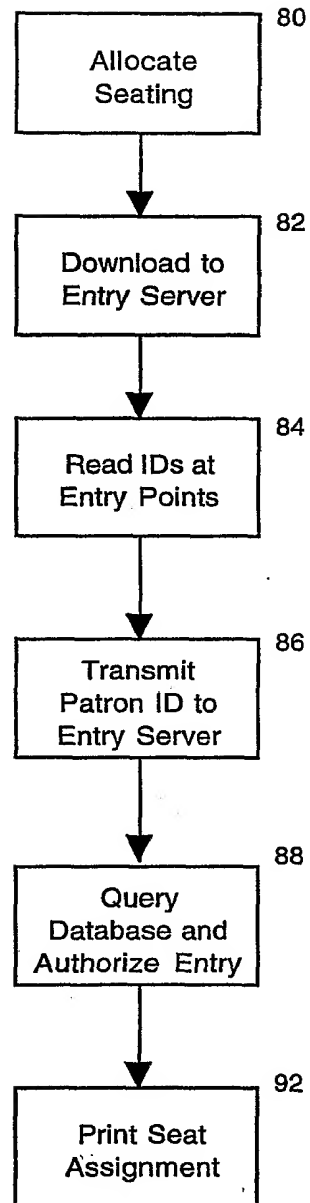 80
Allocate
Seating
82
Download to
Entry Server
84
Read IDs at
Entry Points
86
Transmit
Patron ID to
Entry Server
88
Query
Database and
Authorize Entry
92
Print Seat
Assignment